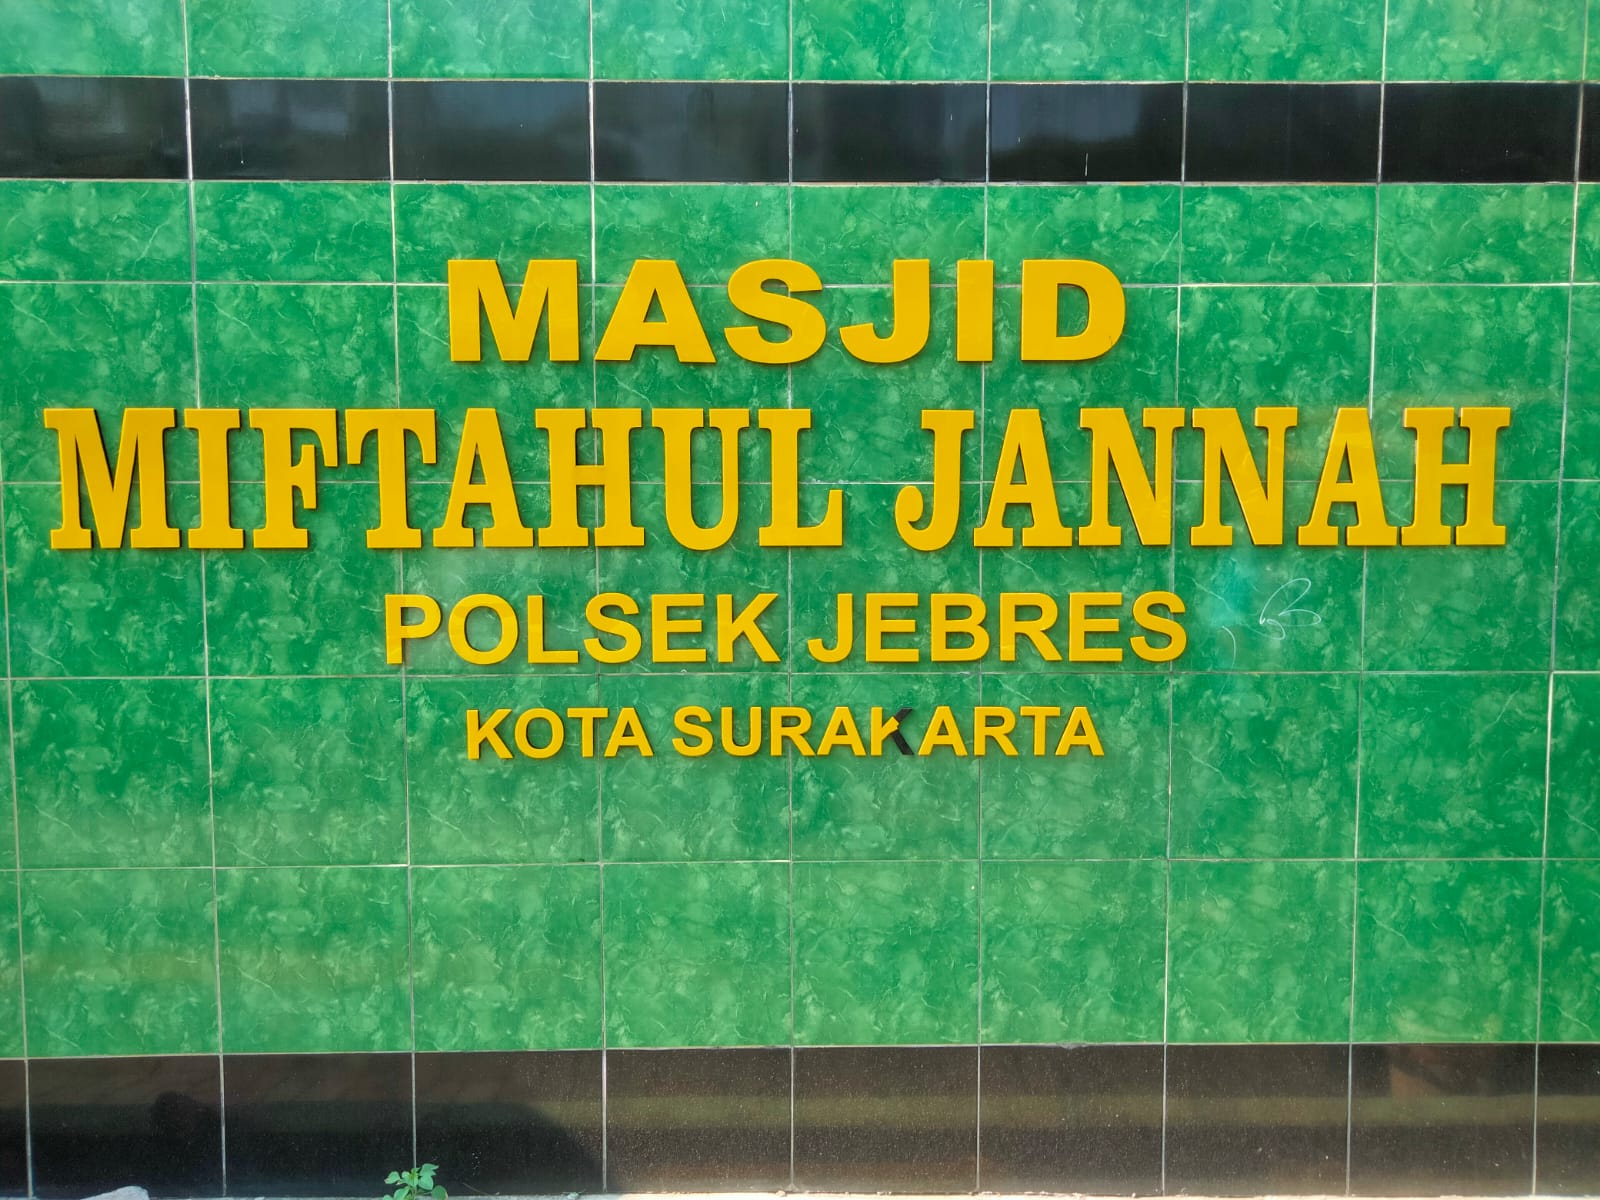 MASJID
MIFTAHUL JANNAH
POLSEK JEBRES
KOTA SURAKARTA